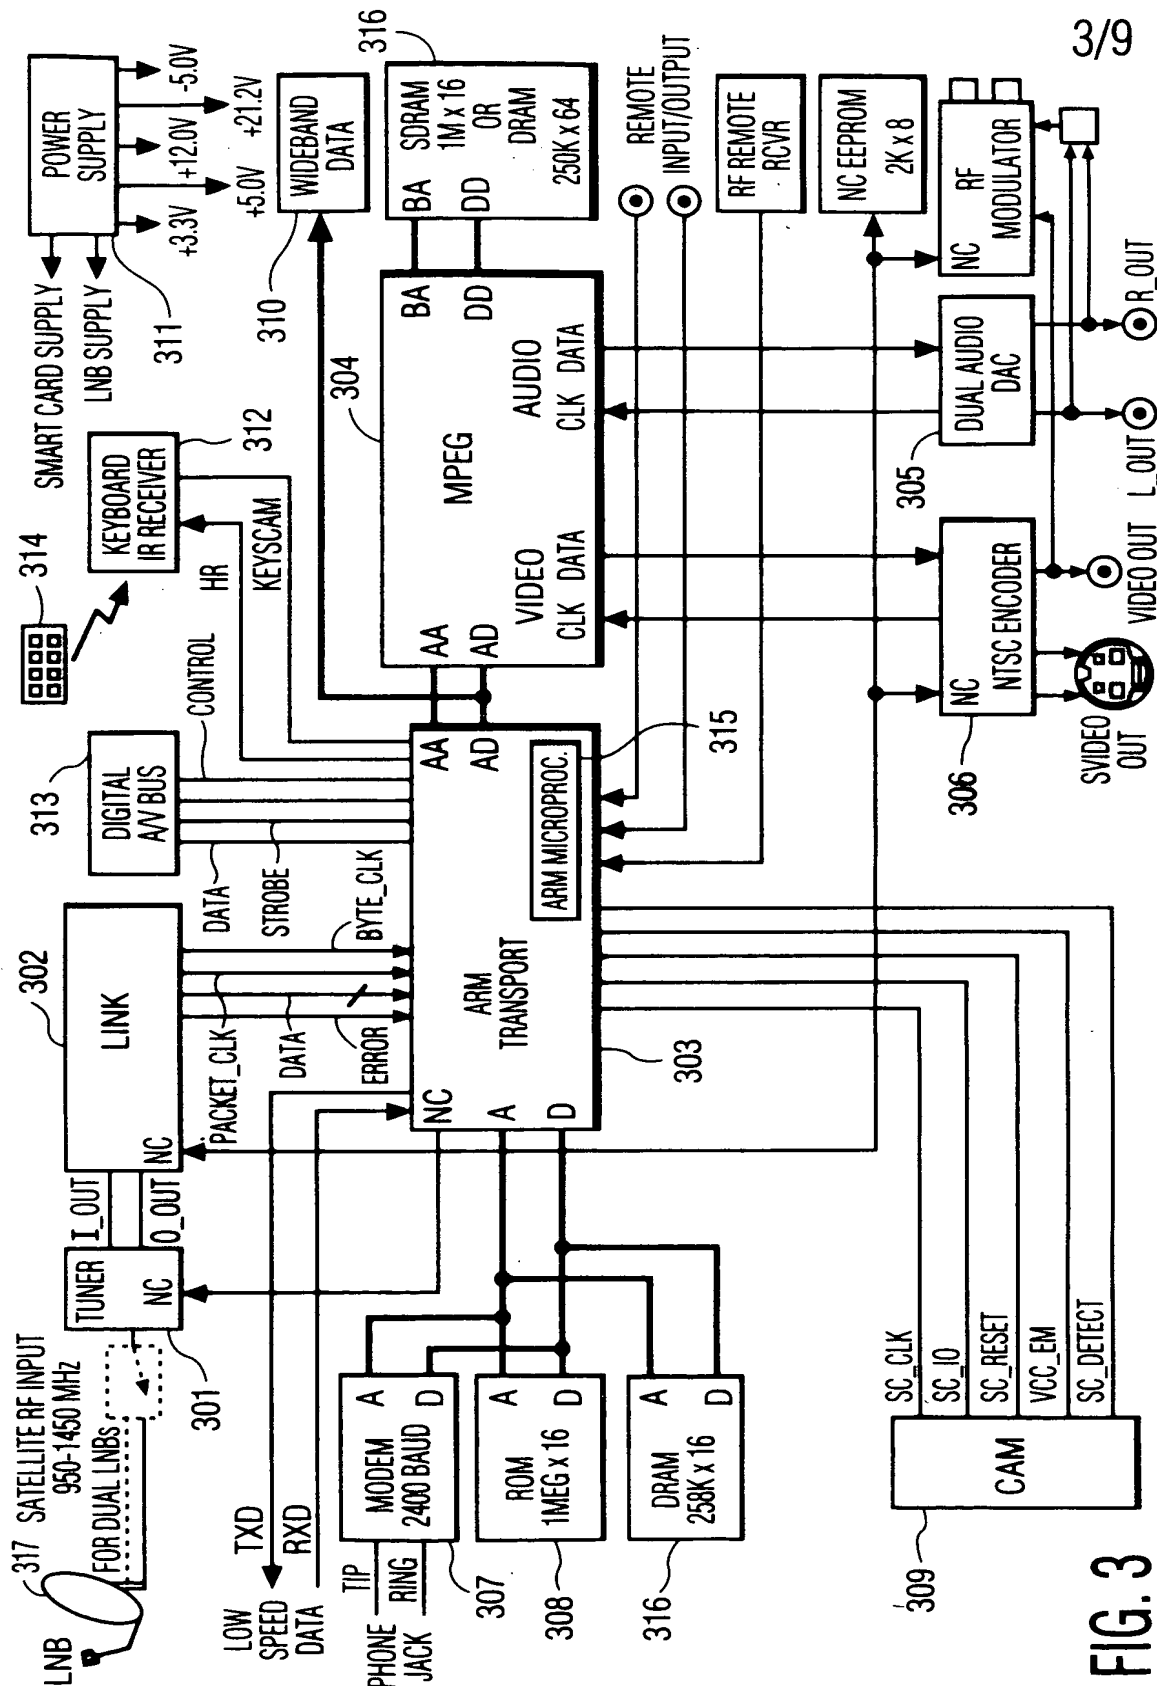 3/9
SATELLITE RF INPUT
950-1450 MHz
317
LNB
FOR DUAL LNBs
301
TUNER
NC
I_OUT
O_OUT
302
LINK
NC
PACKET_CLK
DATA
ERROR
BYTE_CLK
313
DIGITAL
A/V BUS
DATA
STROBE
CONTROL
314
KEYBOARD
IR RECEIVER
312
HR
KEYSCAM
SMART CARD SUPPLY
LNB SUPPLY
311
POWER
SUPPLY
+3.3V
+5.0V
+12.0V
+21.2V
-5.0V
310
WIDEBAND
DATA
LOW
SPEED
DATA
TXD
RXD
NC
A
D
ARM
TRANSPORT
AA
AD
ARM MICROPROC.
315
303
304
MPEG
AA
AD
VIDEO
CLK DATA
AUDIO
CLK DATA
BA
DD
BA
DD
SDRAM
1M x 16
OR
DRAM
250K x 64
316
REMOTE
INPUT/OUTPUT
RF REMOTE
RCVR
NC EEPROM
2K x 8
PHONE
JACK
TIP
RING
MODEM
2400 BAUD
A
D
307
ROM
1MEG x 16
A
D
308
DRAM
258K x 16
A
D
316
309
CAM
SC_CLK
SC_IO
SC_RESET
VCC_EM
SC_DETECT
306
NC
NTSC ENCODER
SVIDEO
OUT
VIDEO OUT
305
DUAL AUDIO
DAC
L_OUT
R_OUT
NC
RF
MODULATOR
FIG. 3